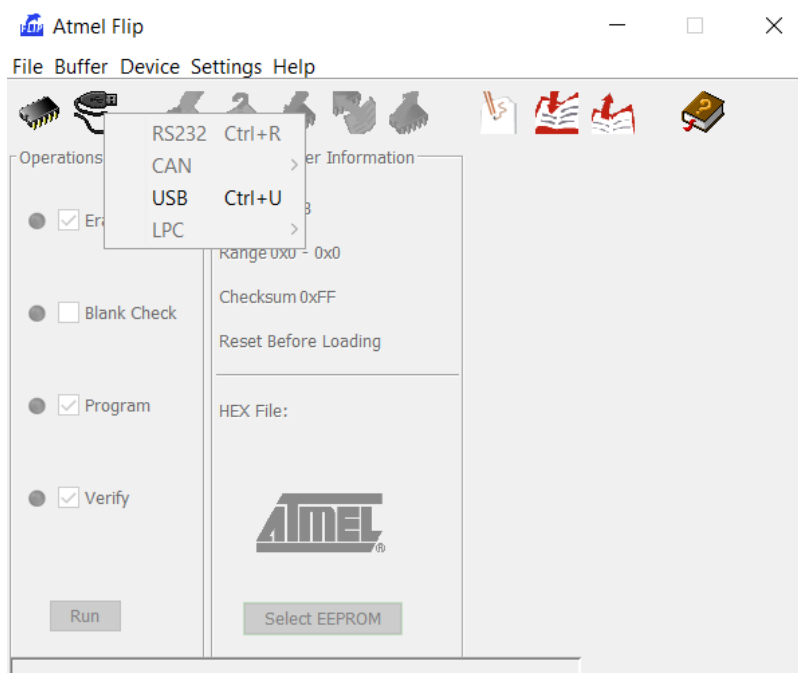 Atmel Flip
File Buffer Device Settings Help
RS232 Ctrl+R
CAN
USB Ctrl+U
LPC
Operations
er Information
Range 0x0 - 0x0
Blank Check
Checksum 0xFF
Reset Before Loading
Program
HEX File:
Verify
ATMEL
Run
Select EEPROM